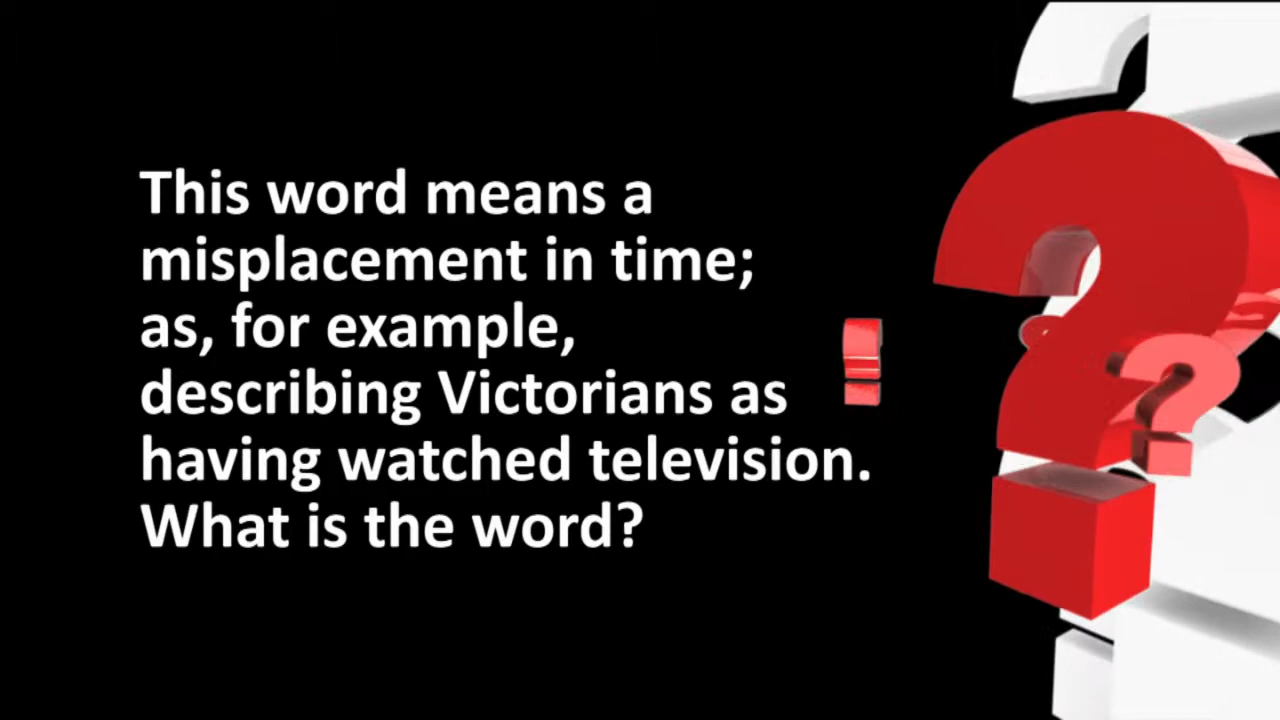 This word means a
misplacement in time;
as, for example,
describing Victorians as
having watched television.
What is the word?